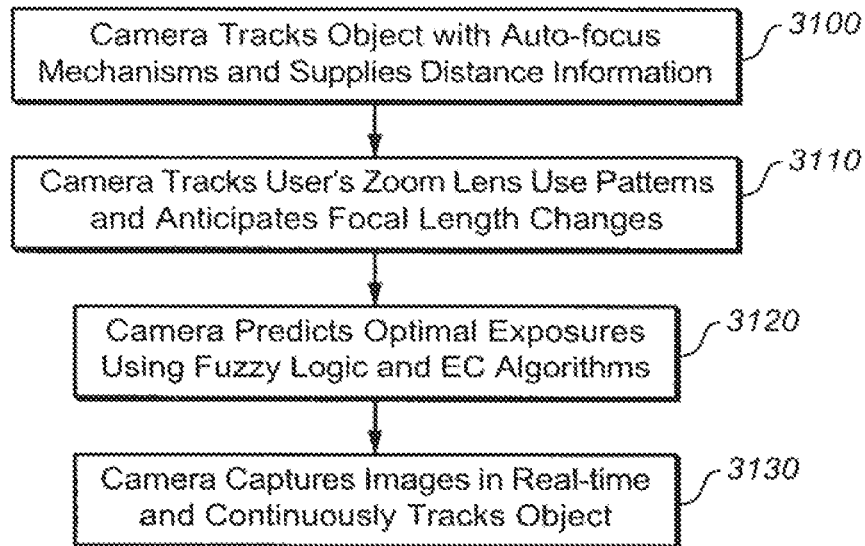 Camera Tracks Object with Auto-focus
Mechanisms and Supplies Distance Information
3100
Camera Tracks User's Zoom Lens Use Patterns
and Anticipates Focal Length Changes
3110
Camera Predicts Optimal Exposures
Using Fuzzy Logic and EC Algorithms
3120
Camera Captures Images in Real-time
and Continuously Tracks Object
3130